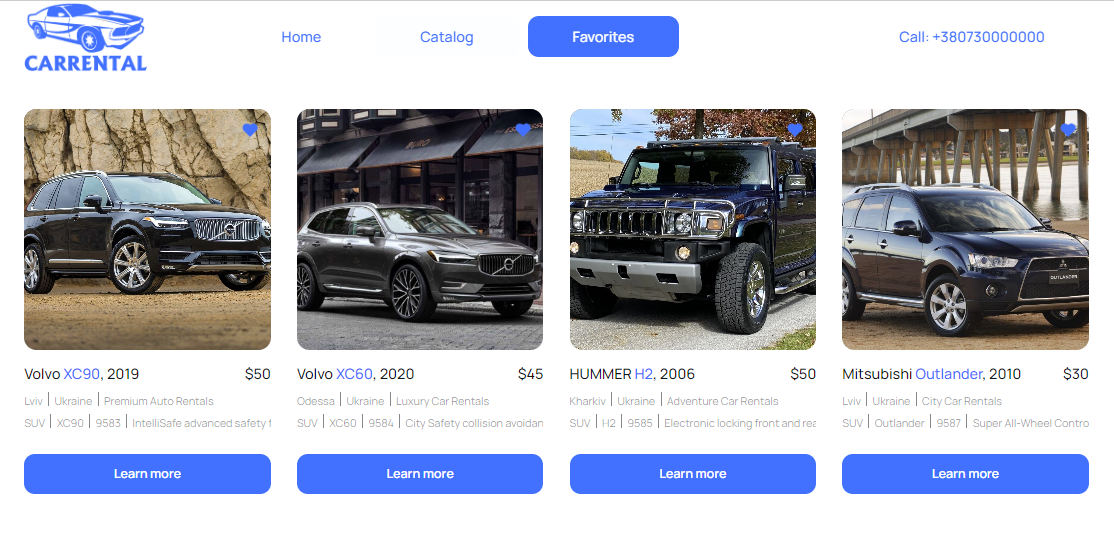 CARRENTAL
Home
Catalog
Favorites
Call: +380730000000
OUTLANDER
Volvo XC90, 2019 $50
Lviv | Ukraine | Premium Auto Rentals
SUV | XC90 | 9583 | IntelliSafe advanced safety f
Learn more
Volvo XC60, 2020 $45
Odessa | Ukraine | Luxury Car Rentals
SUV | XC60 | 9584 | City Safety collision avoidan
Learn more
HUMMER H2, 2006 $50
Kharkiv | Ukraine | Adventure Car Rentals
SUV | H2 | 9585 | Electronic locking front and rea
Learn more
Mitsubishi Outlander, 2010 $30
Lviv | Ukraine | City Car Rentals
SUV | Outlander | 9587 | Super All-Wheel Contro
Learn more